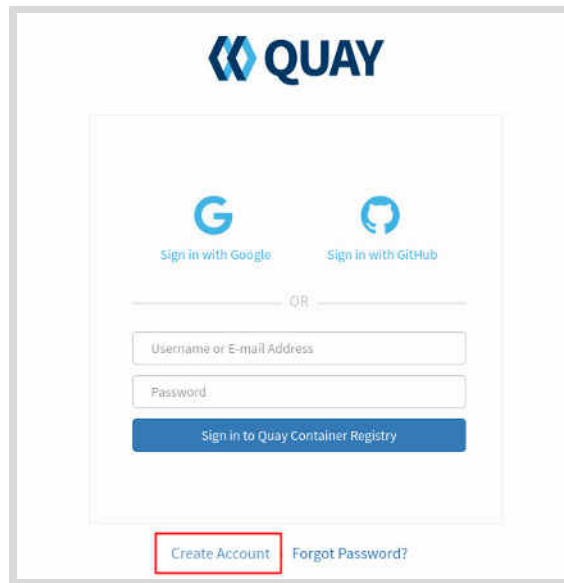 QUAY
Sign in with Google Sign in with GitHub
OR
Username or E-mail Address
Password
Sign in to Quay Container Registry
Create Account Forgot Password?